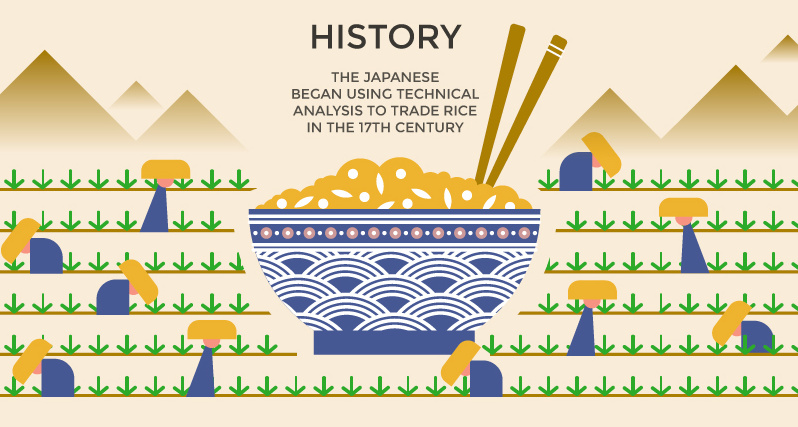 HISTORY
THE JAPANESE
BEGAN USING TECHNICAL
ANALYSIS TO TRADE RICE
IN THE 17TH CENTURY